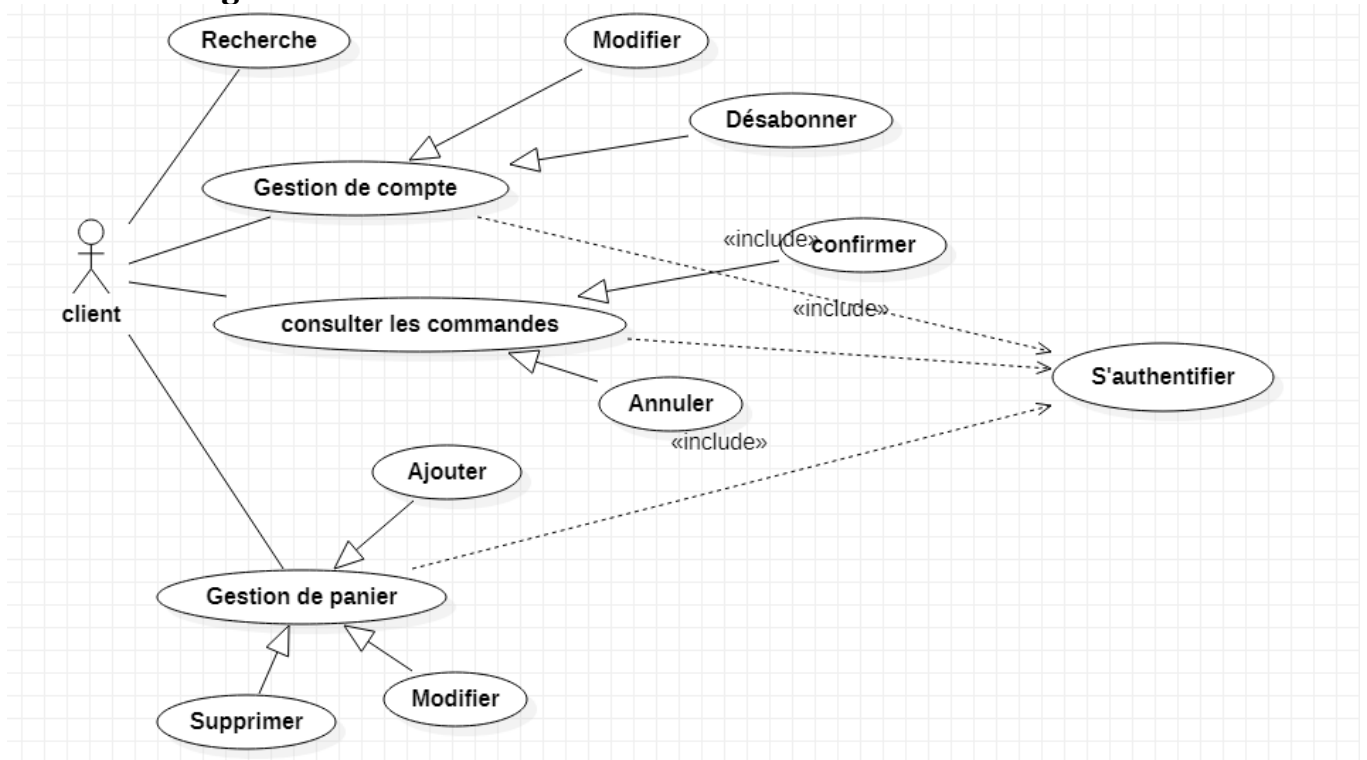 Recherche
Modifier
Désabonner
Gestion de compte
«include»
confirmer
«include»
client
consulter les commandes
S'authentifier
Annuler
«include»
Ajouter
Gestion de panier
Modifier
Supprimer